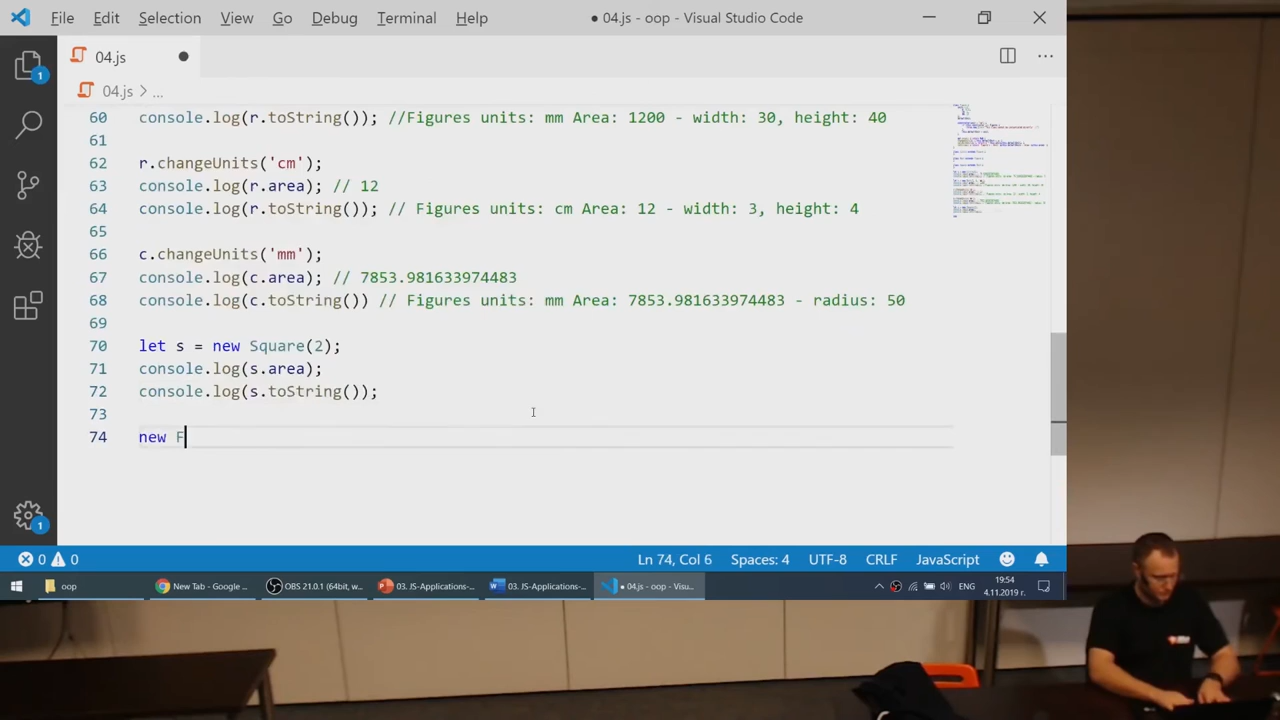 File Edit Selection View Go Debug Terminal Help
● 04.js - oop - Visual Studio Code
04.js
04.js > ...
60 console.log(r.toString()); //Figures units: mm Area: 1200 - width: 30, height: 40
61
62 r.changeUnits('cm');
63 console.log(r.area); // 12
64 console.log(r.toString()); // Figures units: cm Area: 12 - width: 3, height: 4
65
66 c.changeUnits('mm');
67 console.log(c.area); // 7853.981633974483
68 console.log(c.toString()) // Figures units: mm Area: 7853.981633974483 - radius: 50
69
70 let s = new Square(2);
71 console.log(s.area);
72 console.log(s.toString());
73
74 new F
1
1
0 0 Ln 74, Col 6 Spaces: 4 UTF-8 CRLF JavaScript
oop New Tab - Google ... OBS 21.0.1 (64bit, w... 03. JS-Applications-... 03. JS-Applications-... ● 04.js - oop - Visu... ENG 19:54
4.11.2019 г.